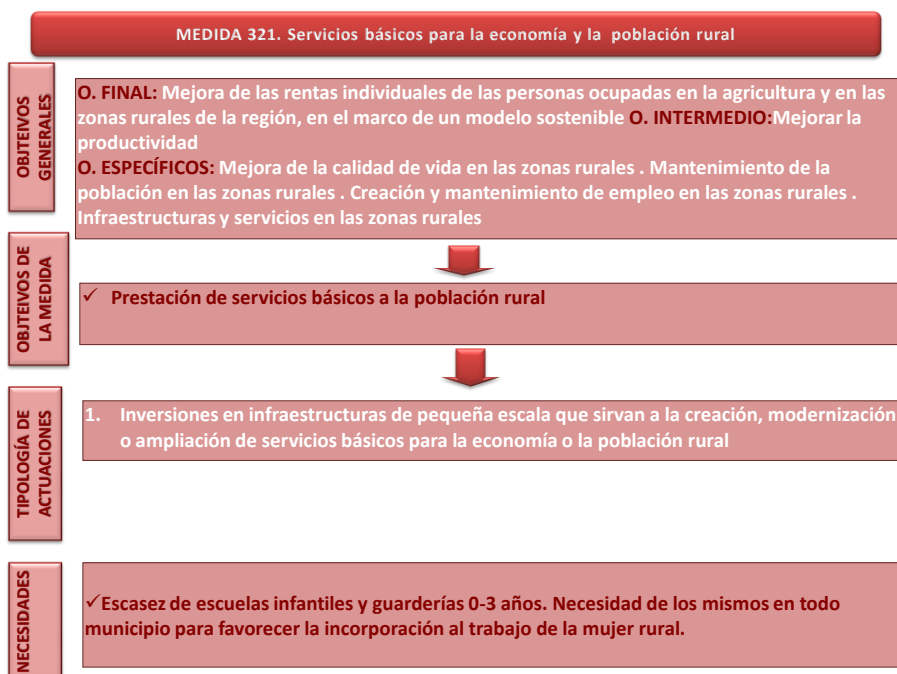 MEDIDA 321. Servicios básicos para la economía y la población rural
OBJTEIVOS
GENERALES
O. FINAL: Mejora de las rentas individuales de las personas ocupadas en la agricultura y en las
zonas rurales de la región, en el marco de un modelo sostenible O. INTERMEDIO:Mejorar la
productividad
O. ESPECÍFICOS: Mejora de la calidad de vida en las zonas rurales . Mantenimiento de la
población en las zonas rurales . Creación y mantenimiento de empleo en las zonas rurales .
Infraestructuras y servicios en las zonas rurales
OBJTEIVOS DE
LA MEDIDA
✓ Prestación de servicios básicos a la población rural
TIPOLOGÍA DE
ACTUACIONES
1. Inversiones en infraestructuras de pequeña escala que sirvan a la creación, modernización
o ampliación de servicios básicos para la economía o la población rural
NECESIDADES
✓Escasez de escuelas infantiles y guarderías 0-3 años. Necesidad de los mismos en todo
municipio para favorecer la incorporación al trabajo de la mujer rural.